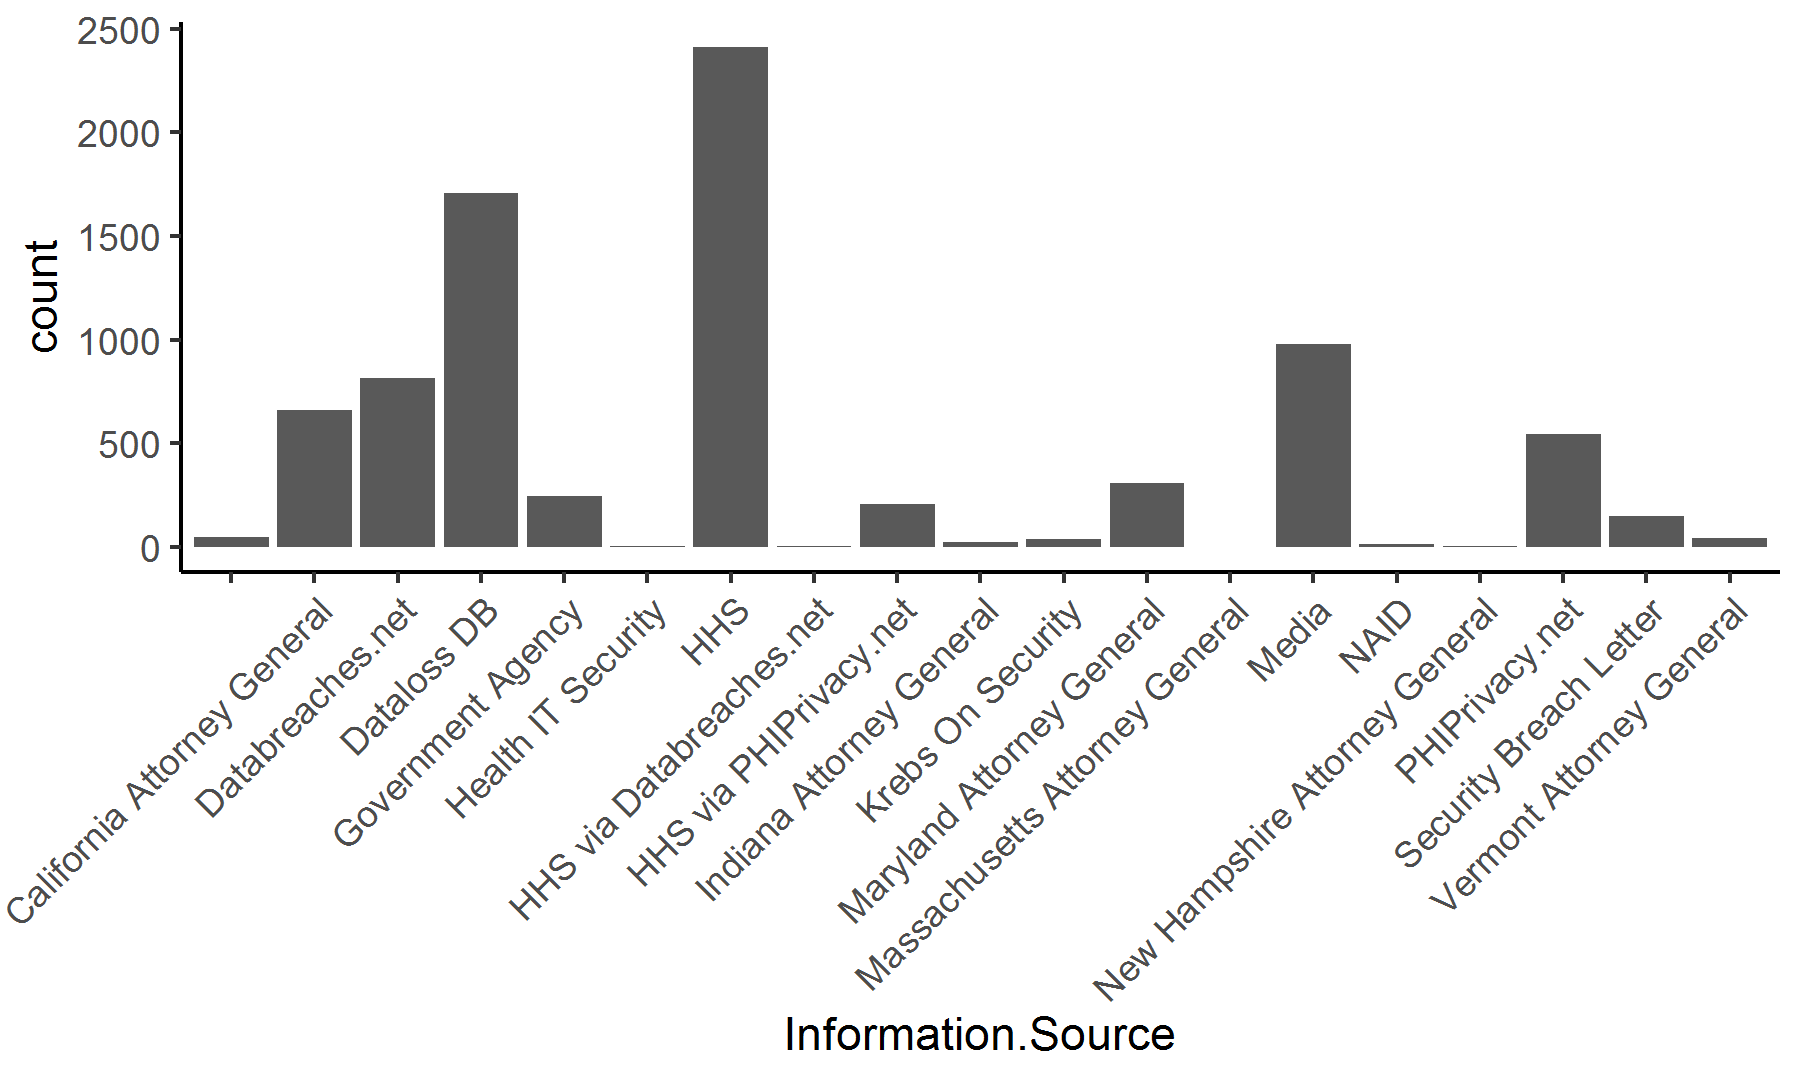 2500
2000
1500
1000
500
0
count
California Attorney General
Databreaches.net
Dataloss DB
Government Agency
Health IT Security
HHS
HHS via Databreaches.net
HHS via PHIPrivacy.net
Indiana Attorney General
Krebs On Security
Maryland Attorney General
Massachusetts Attorney General
Media
NAID
New Hampshire Attorney General
PHIPrivacy.net
Security Breach Letter
Vermont Attorney General
Information.Source